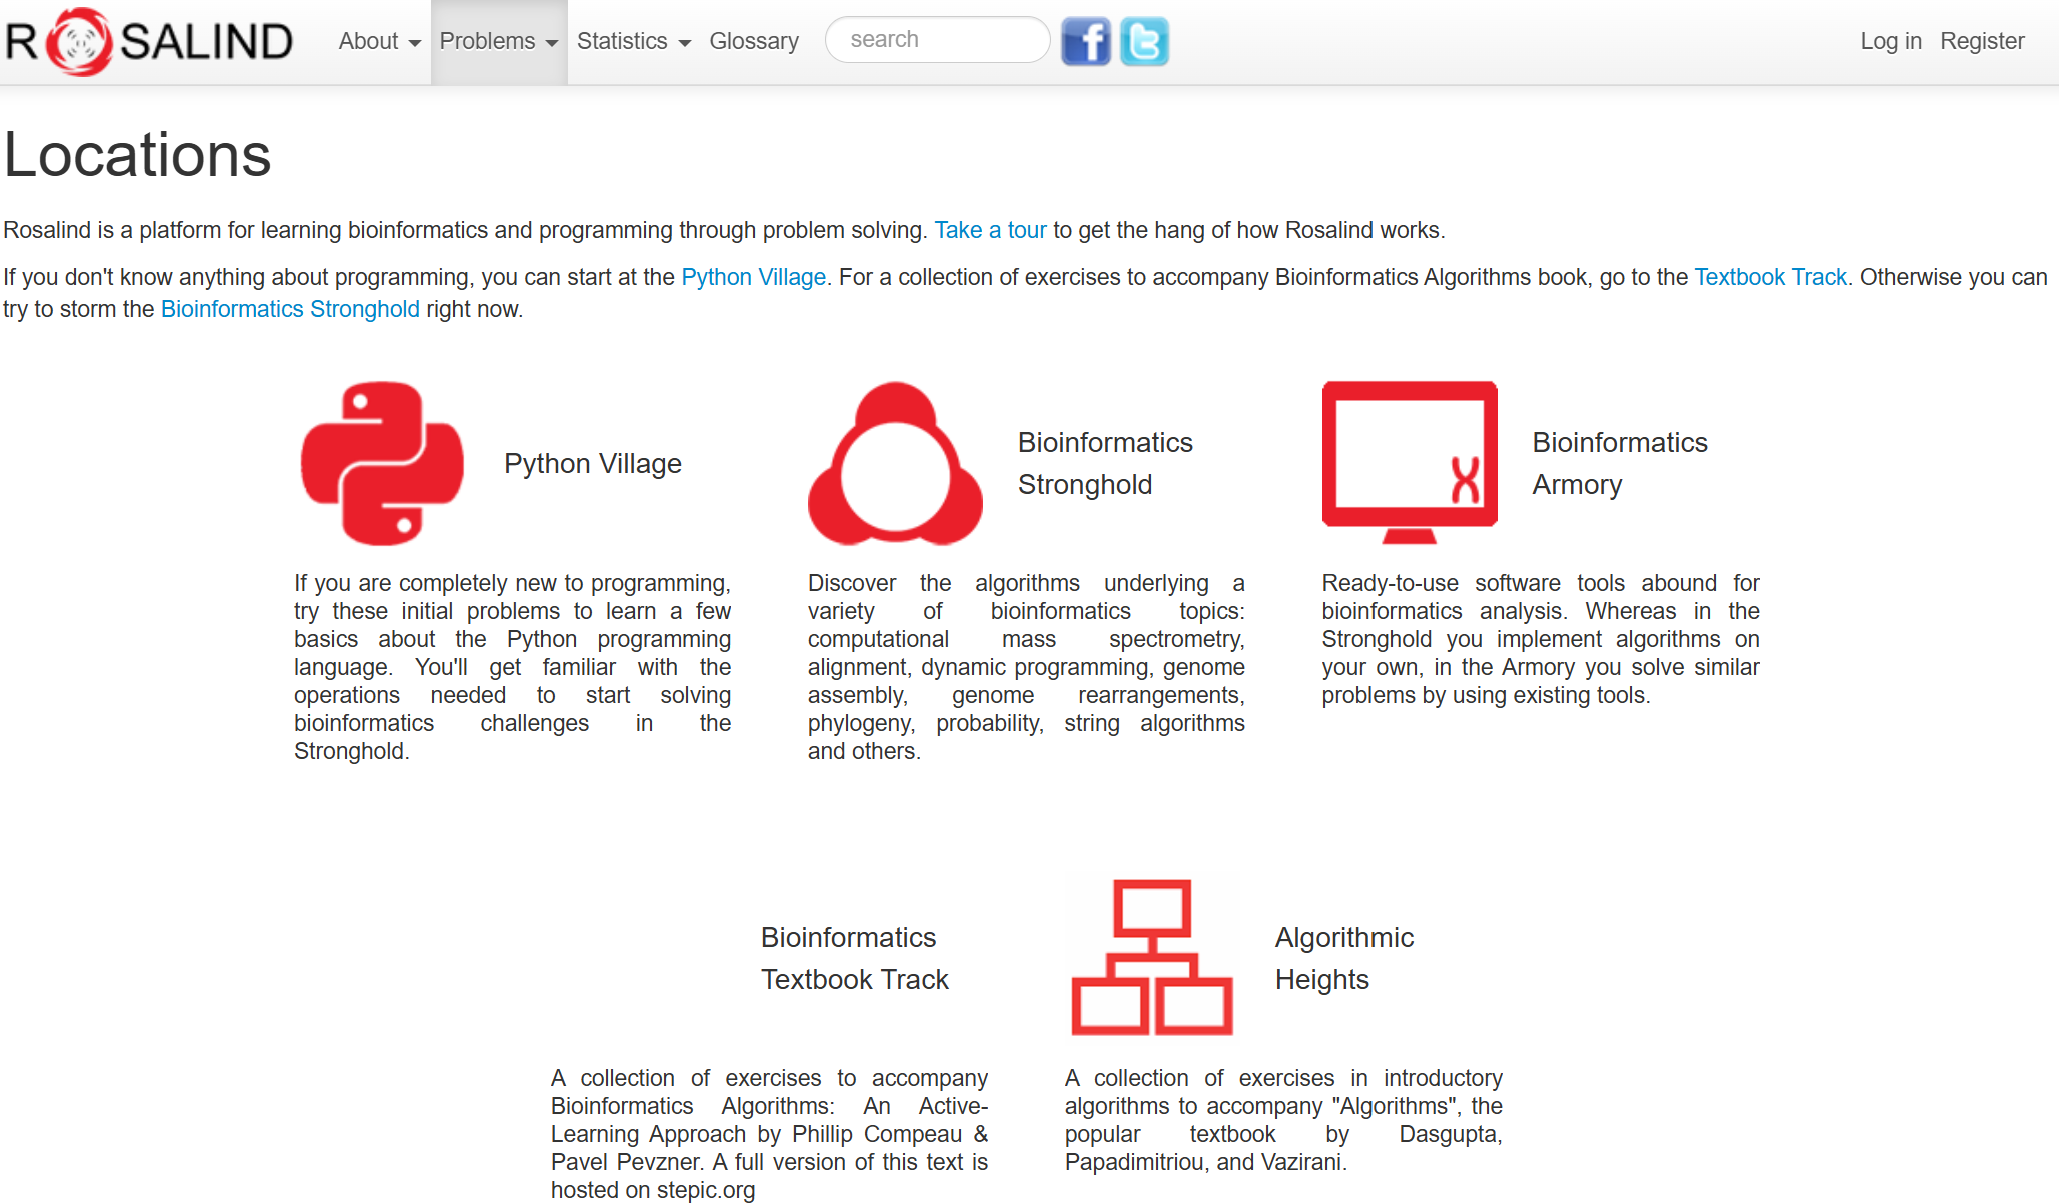 ROSALIND
About Problems Statistics Glossary search Log in Register
Locations
Rosalind is a platform for learning bioinformatics and programming through problem solving. Take a tour to get the hang of how Rosalind works.
If you don't know anything about programming, you can start at the Python Village. For a collection of exercises to accompany Bioinformatics Algorithms book, go to the Textbook Track. Otherwise you can
try to storm the Bioinformatics Stronghold right now.
Python Village
If you are completely new to programming,
try these initial problems to learn a few
basics about the Python programming
language. You'll get familiar with the
operations needed to start solving
bioinformatics challenges in the
Stronghold.
Bioinformatics
Stronghold
Discover the algorithms underlying a
variety of bioinformatics topics:
computational mass spectrometry,
alignment, dynamic programming, genome
assembly, genome rearrangements,
phylogeny, probability, string algorithms
and others.
Bioinformatics
Armory
Ready-to-use software tools abound for
bioinformatics analysis. Whereas in the
Stronghold you implement algorithms on
your own, in the Armory you solve similar
problems by using existing tools.
Bioinformatics
Textbook Track
A collection of exercises to accompany
Bioinformatics Algorithms: An Active-
Learning Approach by Phillip Compeau &
Pavel Pevzner. A full version of this text is
hosted on stepic.org
Algorithmic
Heights
A collection of exercises in introductory
algorithms to accompany "Algorithms", the
popular textbook by Dasgupta,
Papadimitriou, and Vazirani.